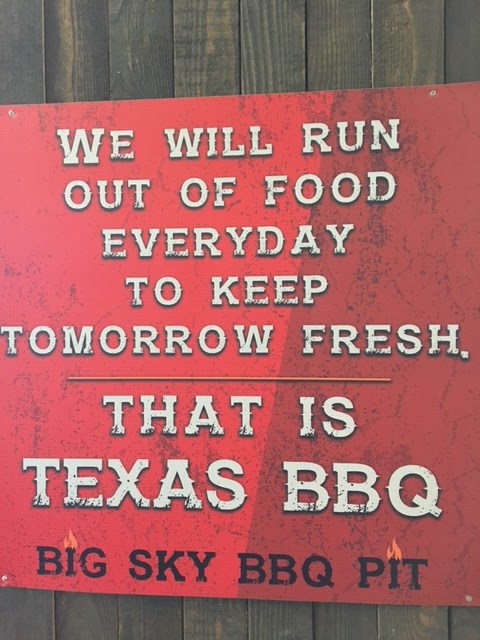 WE WILL RUN
OUT OF FOOD
EVERYDAY
TO KEEP
TOMORROW FRESH.
THAT IS
TEXAS BBQ
BIG SKY BBQ PIT